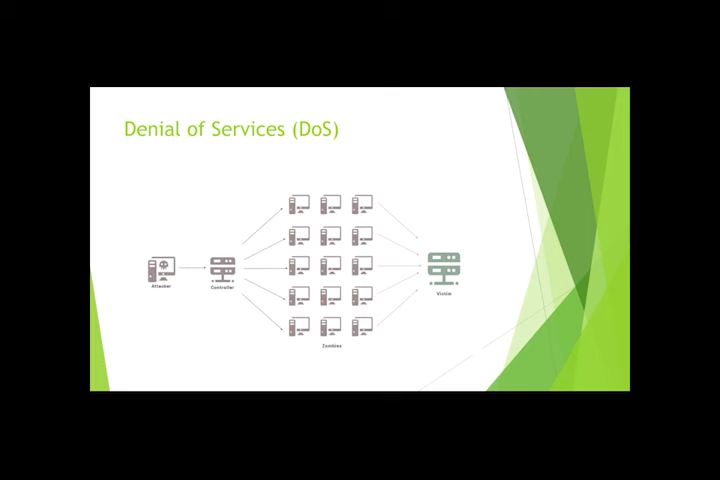 Denial of Services (DoS)
Attacker
Controller
Victim
Zombies